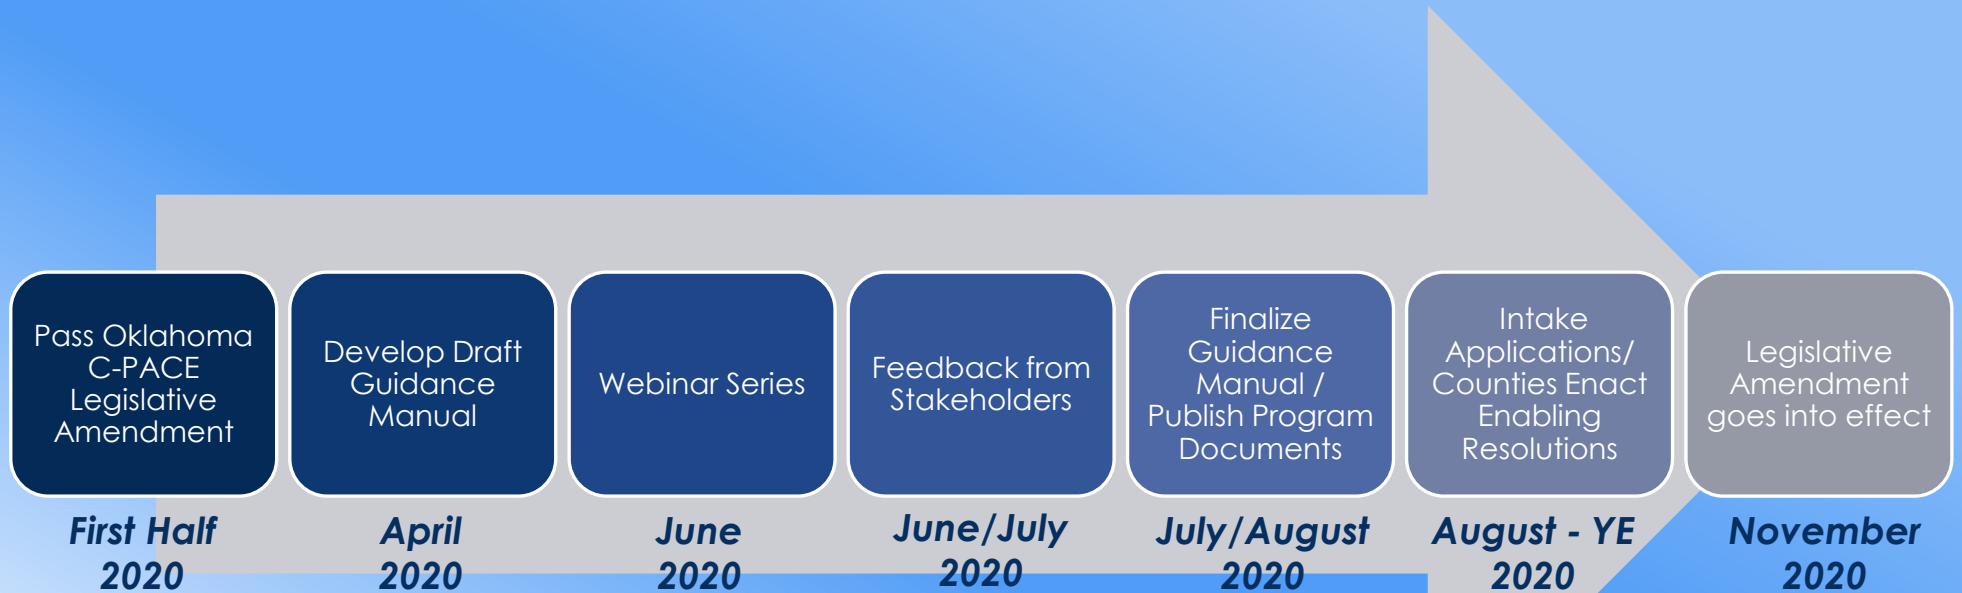 Pass Oklahoma
C-PACE
Legislative
Amendment
First Half
2020
Develop Draft
Guidance
Manual
April
2020
Webinar Series
June
2020
Feedback from
Stakeholders
June/July
2020
Finalize
Guidance
Manual /
Publish Program
Documents
July/August
2020
Intake
Applications/
Counties Enact
Enabling
Resolutions
August - YE
2020
Legislative
Amendment
goes into effect
November
2020